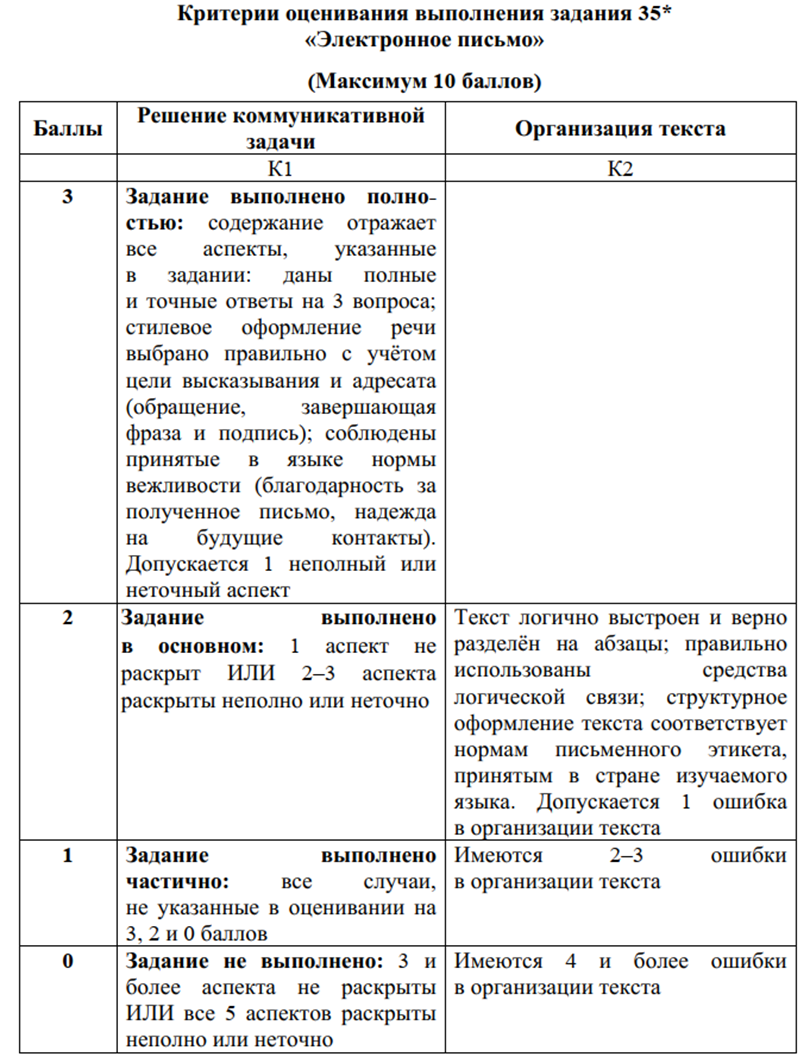 Критерии оценивания выполнения задания 35*
«Электронное письмо»
(Максимум 10 баллов)
Баллы
Решение коммуникативной
задачи
Организация текста
К1
К2
3
Задание выполнено полно-
стью: содержание отражает
все аспекты, указанные
в задании: даны полные
и точные ответы на 3 вопроса;
стилевое оформление речи
выбрано правильно с учётом
цели высказывания и адресата
(обращение, завершающая
фраза и подпись); соблюдены
принятые в языке нормы
вежливости (благодарность за
полученное письмо, надежда
на будущие контакты).
Допускается 1 неполный или
неточный аспект
2
Задание выполнено
в основном: 1 аспект не
раскрыт ИЛИ 2–3 аспекта
раскрыты неполно или неточно
Текст логично выстроен и верно
разделён на абзацы; правильно
использованы средства
логической связи; структурное
оформление текста соответствует
нормам письменного этикета,
принятым в стране изучаемого
языка. Допускается 1 ошибка
в организации текста
1
Задание выполнено
частично: все случаи,
не указанные в оценивании на
3, 2 и 0 баллов
Имеются 2–3 ошибки
в организации текста
0
Задание не выполнено: 3 и
более аспекта не раскрыты
ИЛИ все 5 аспектов раскрыты
неполно или неточно
Имеются 4 и более ошибки
в организации текста